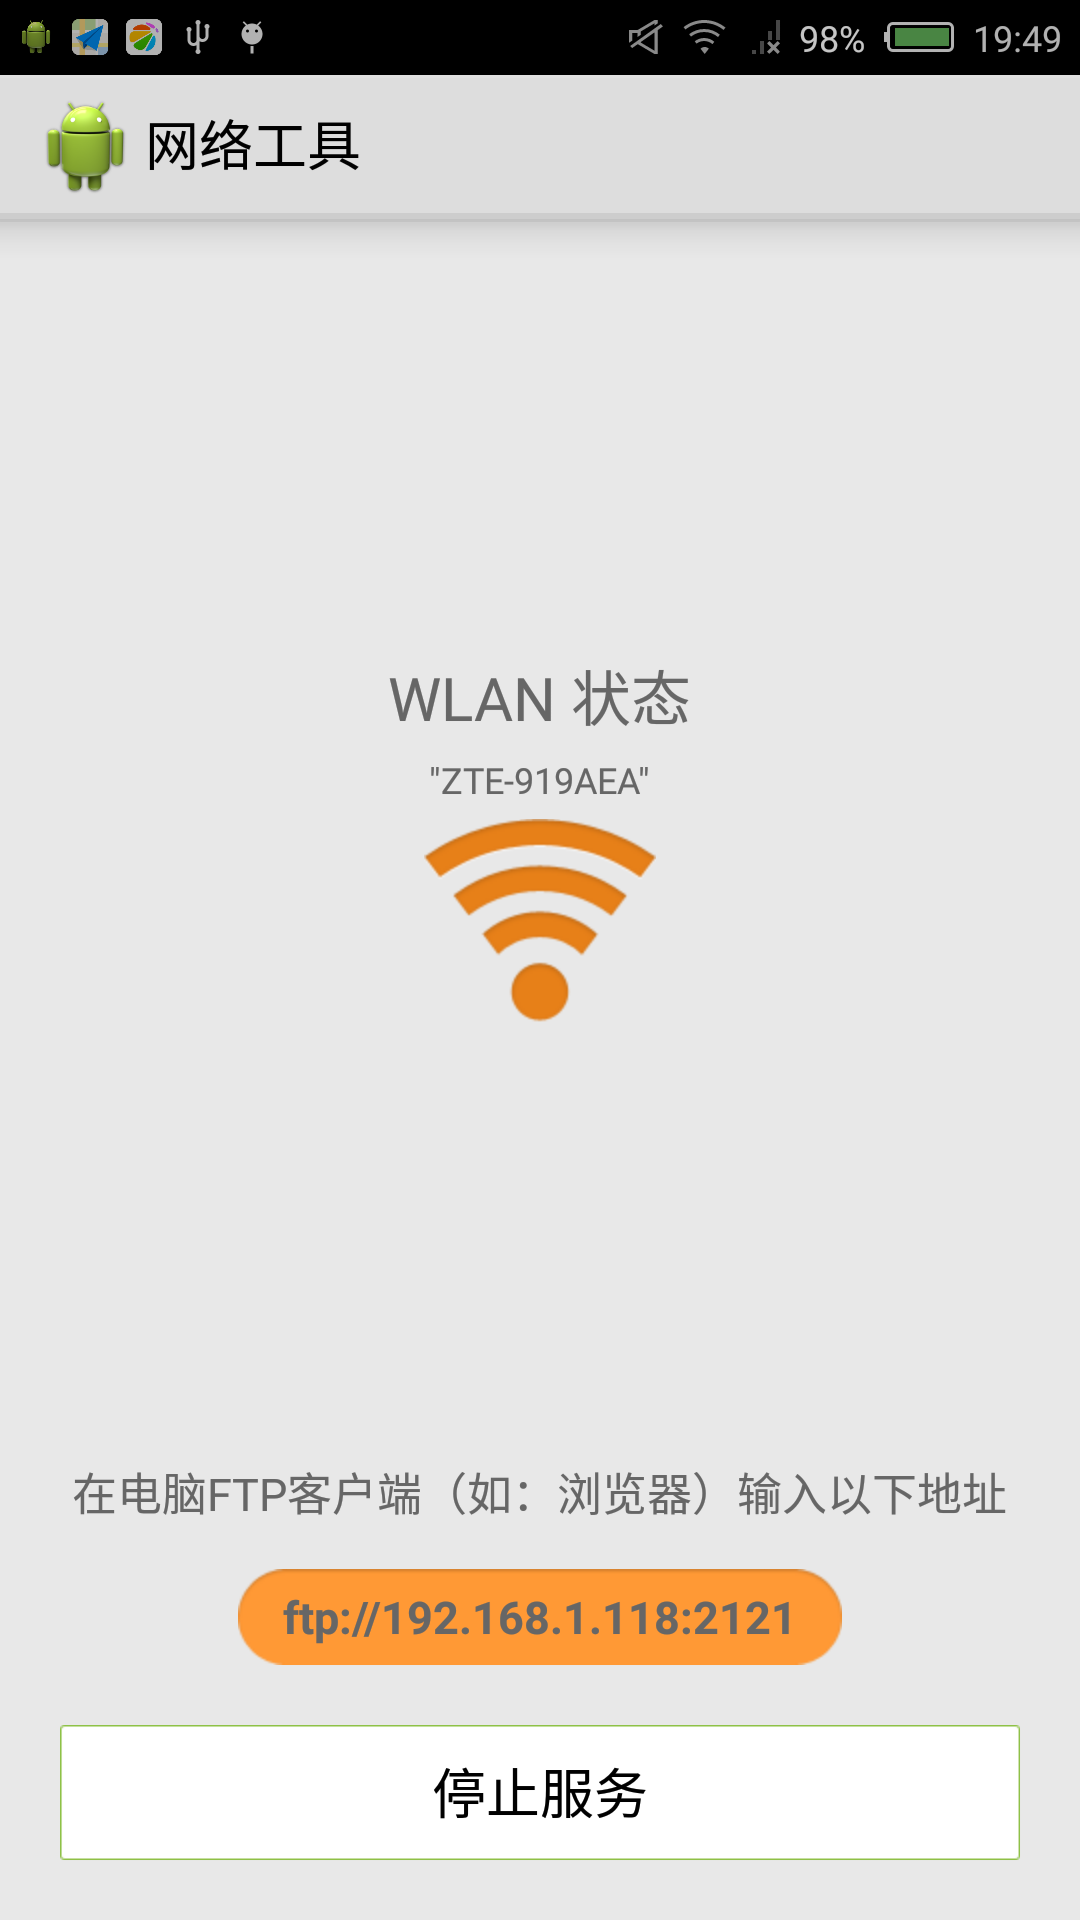 98% 19:49
网络工具
WLAN 状态
"ZTE-919AEA"
在电脑FTP客户端（如：浏览器）输入以下地址
ftp://192.168.1.118:2121
停止服务